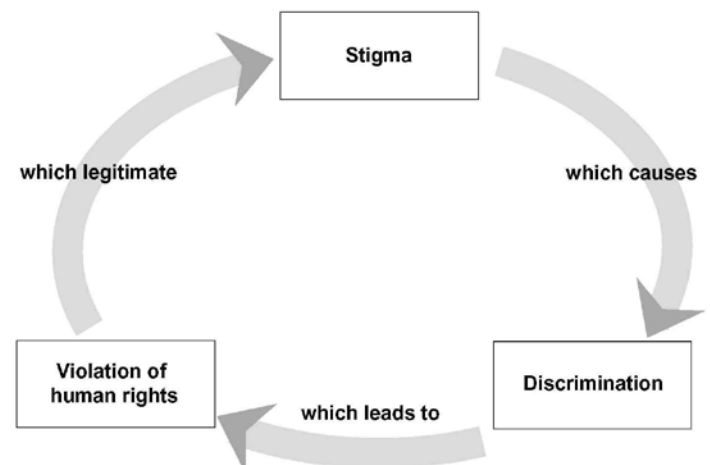 Stigma
which legitimate
which causes
Violation of
human rights
Discrimination
which leads to